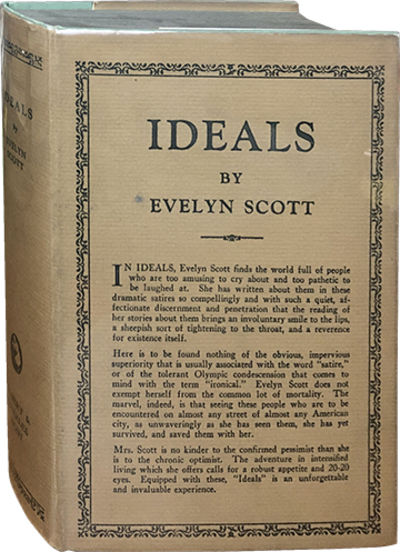 IDEALS
by
EVELYN
SCOTT
IDEALS
BY
EVELYN SCOTT
IN IDEALS, Evelyn Scott finds the world full of people
who are too amusing to cry about and too pathetic to
be laughed at. She has written about them in these
dramatic satires so compellingly and with such a quiet, af-
fectionate discernment and penetration that the reading of
her stories about them brings an involuntary smile to the lips,
a sheepish sort of tightening to the throat, and a reverence
for existence itself.
Here is to be found nothing of the obvious, impervious
superiority that is usually associated with the word "satire,"
or of the tolerant Olympic condescension that comes to
mind with the term "ironical." Evelyn Scott does not
exempt herself from the common lot of mortality. The
marvel, indeed, is that seeing these people who are to be
encountered on almost any street of almost any American
city, as unwaveringly as she has seen them, she has yet
survived, and saved them with her.
Mrs. Scott is no kinder to the confirmed pessimist than she
is to the chronic optimist. The adventure in intensified
living which she offers calls for a robust appetite and 20-20
eyes. Equipped with these, "Ideals" is an unforgettable
and invaluable experience.